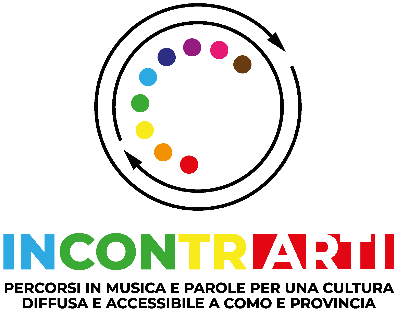 INCONTRARTI
PERCORSI IN MUSICA E PAROLE PER UNA CULTURA
DIFFUSA E ACCESSIBILE A COMO E PROVINCIA